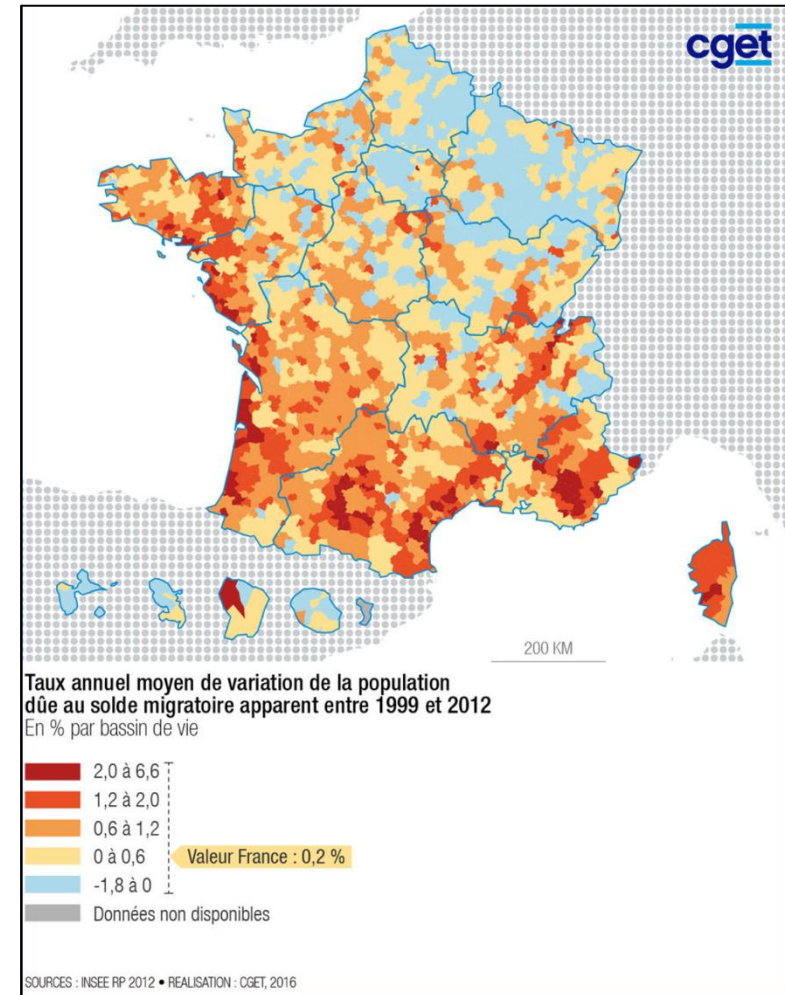 cget
200 KM
Taux annuel moyen de variation de la population
dûe au solde migratoire apparent entre 1999 et 2012
En % par bassin de vie
2,0 à 6,6
1,2 à 2,0
0,6 à 1,2
0 à 0,6
Valeur France : 0,2 %
-1,8 à 0
Données non disponibles
SOURCES : INSEE RP 2012 • REALISATION : CGET, 2016